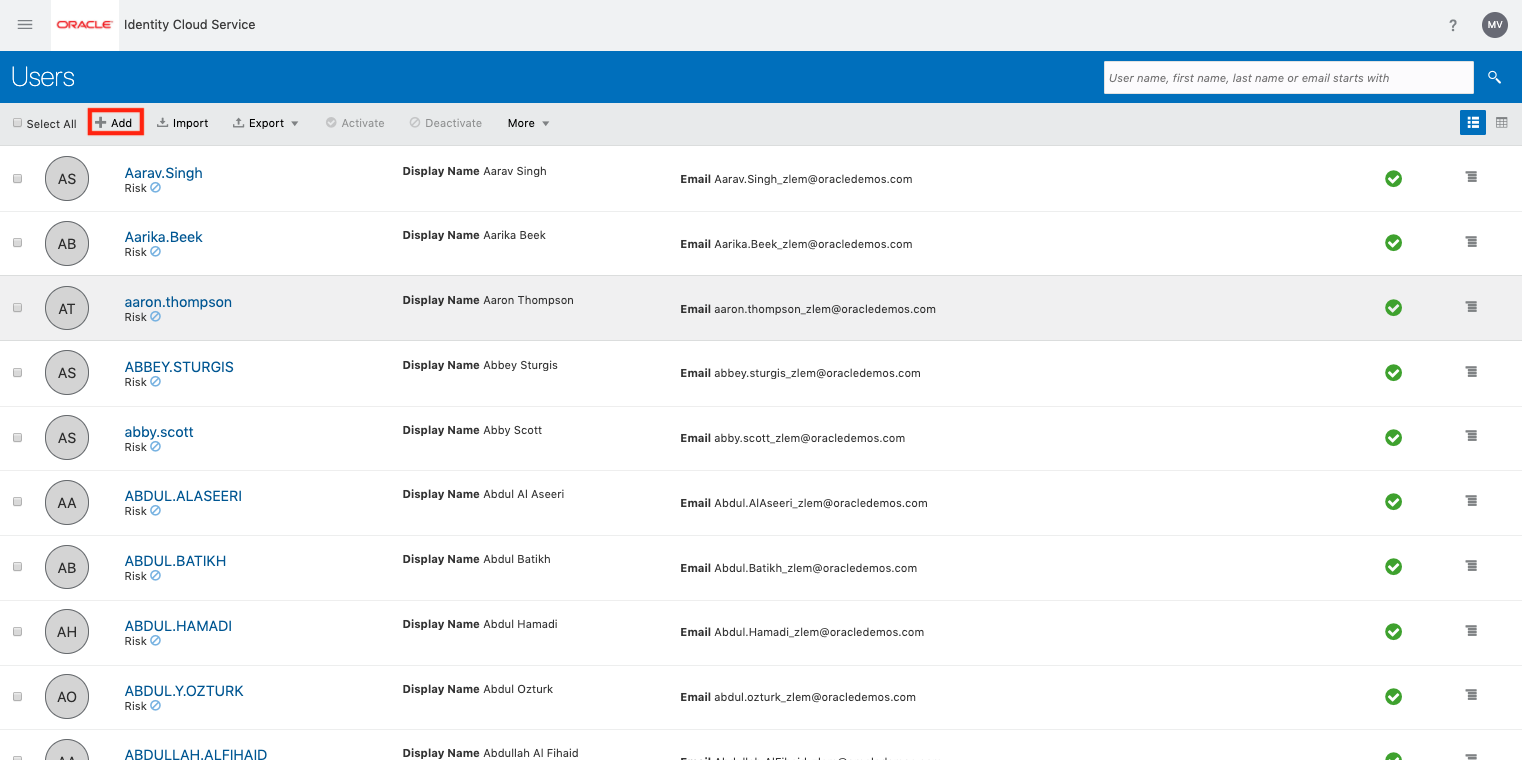 ORACLE Identity Cloud Service ? MV
Users User name, first name, last name or email starts with
Select All Add Import Export Activate Deactivate More
AS Aarav.Singh Display Name Aarav Singh Email Aarav.Singh_zlem@oracledemos.com
Risk
AB Aarika.Beek Display Name Aarika Beek Email Aarika.Beek_zlem@oracledemos.com
Risk
AT aaron.thompson Display Name Aaron Thompson Email aaron.thompson_zlem@oracledemos.com
Risk
AS ABBEY.STURGIS Display Name Abbey Sturgis Email abbey.sturgis_zlem@oracledemos.com
Risk
AS abby.scott Display Name Abby Scott Email abby.scott_zlem@oracledemos.com
Risk
AA ABDUL.ALASEERI Display Name Abdul Al Aseeri Email Abdul.AlAseeri_zlem@oracledemos.com
Risk
AB ABDUL.BATIKH Display Name Abdul Batikh Email Abdul.Batikh_zlem@oracledemos.com
Risk
AH ABDUL.HAMADI Display Name Abdul Hamadi Email Abdul.Hamadi_zlem@oracledemos.com
Risk
AO ABDUL.Y.OZTURK Display Name Abdul Ozturk Email abdul.ozturk_zlem@oracledemos.com
Risk
ABDULLAH.ALFIHAID Display Name Abdullah Al Fihaid